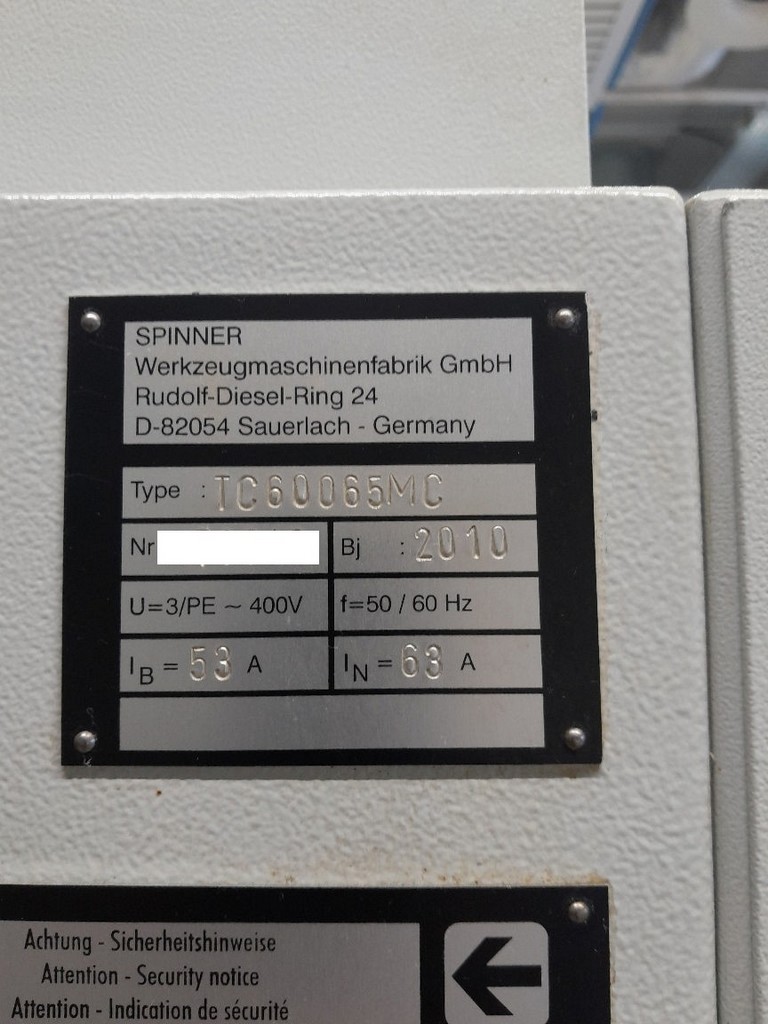 SPINNER
Werkzeugmaschinenfabrik GmbH
Rudolf-Diesel-Ring 24
D-82054 Sauerlach - Germany
Type : TC60065MC
Nr
Bj : 2010
U=3/PE ~ 400V
f=50 / 60 Hz
IB = 53 A
IN = 63 A
Achtung - Sicherheitshinweise
Attention - Security notice
Attention - Indication de sécurité